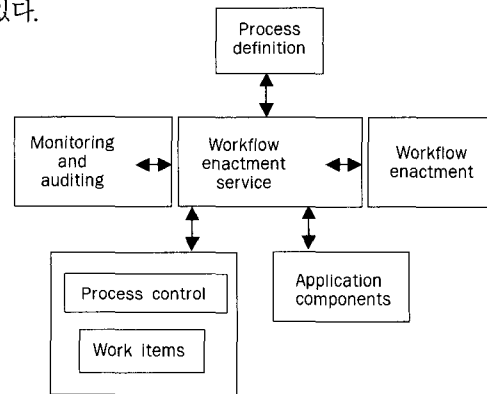 있다.
Process
definition
Monitoring
and
auditing
Workflow
enactment
service
Workflow
enactment
Process control
Work items
Application
components